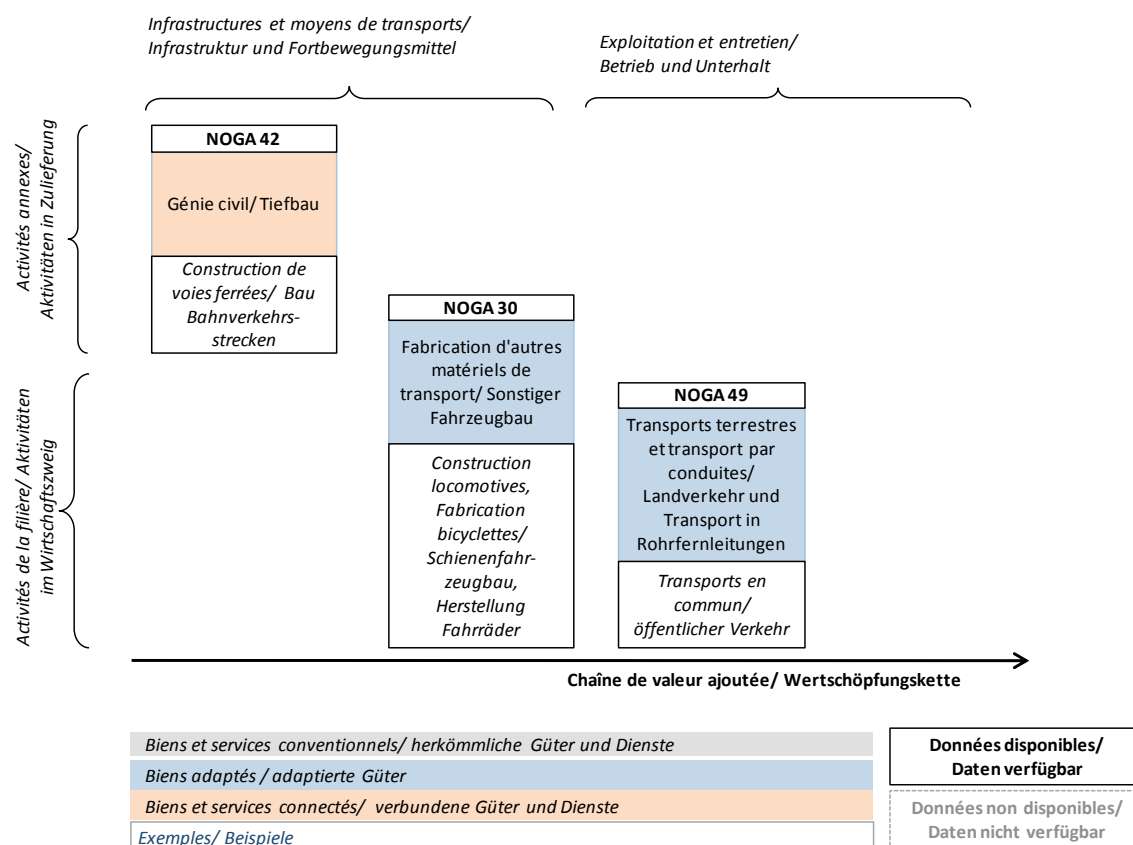 Infrastructures et moyens de transports/
Infrastruktur und Fortbewegungsmittel
Exploitation et entretien/
Betrieb und Unterhalt
Activités annexes/
Aktivitäten in Zulieferung
NOGA 42
Génie civil/ Tiefbau
Construction de
voies ferrées/ Bau
Bahnverkehrs-
strecken
Activités de la filière/ Aktivitäten
im Wirtschaftszweig
NOGA 30
Fabrication d'autres
matériels de
transport/ Sonstiger
Fahrzeugbau
Construction
locomotives,
Fabrication
bicyclettes/
Schienenfahr-
zeugbau,
Herstellung
Fahrräder
NOGA 49
Transports terrestres
et transport par
conduites/
Landverkehr und
Transport in
Rohrfernleitungen
Transports en
commun/
öffentlicher Verkehr
Chaîne de valeur ajoutée/ Wertschöpfungskette
Biens et services conventionnels/ herkömmliche Güter und Dienste
Biens adaptés / adaptierte Güter
Biens et services connectés/ verbundene Güter und Dienste
Exemples/ Beispiele
Données disponibles/
Daten verfügbar
Données non disponibles/
Daten nicht verfügbar